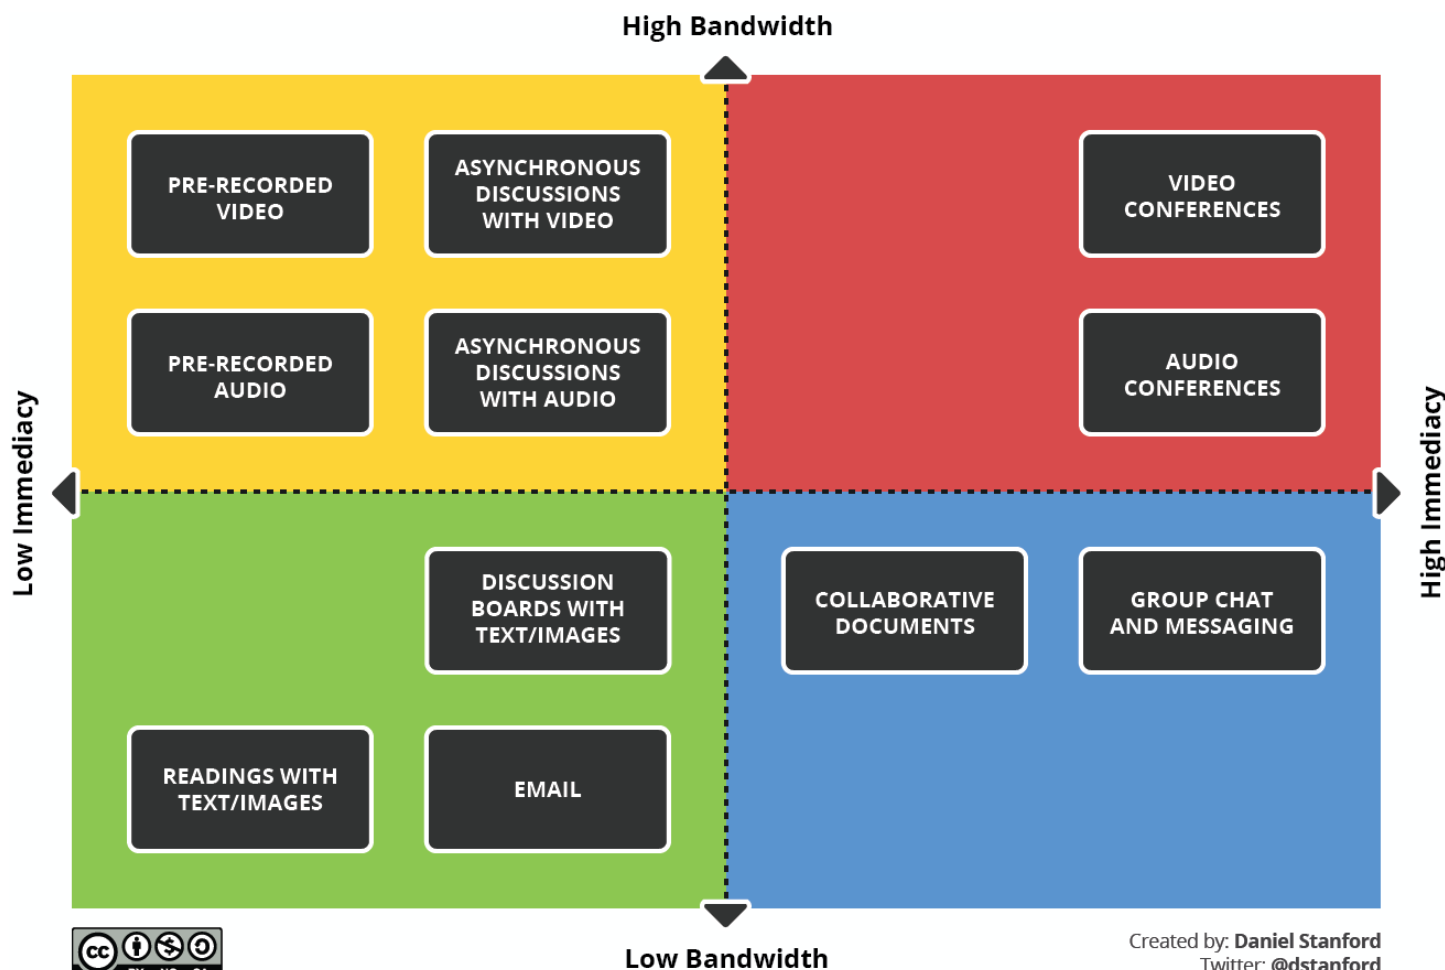 High Bandwidth
PRE-RECORDED
VIDEO
ASYNCHRONOUS
DISCUSSIONS
WITH VIDEO
VIDEO
CONFERENCES
PRE-RECORDED
AUDIO
ASYNCHRONOUS
DISCUSSIONS
WITH AUDIO
AUDIO
CONFERENCES
Low Immediacy
High Immediacy
DISCUSSION
BOARDS WITH
TEXT/IMAGES
COLLABORATIVE
DOCUMENTS
GROUP CHAT
AND MESSAGING
READINGS WITH
TEXT/IMAGES
EMAIL
cc
Low Bandwidth
Created by: Daniel Stanford
Twitter: @dstanford